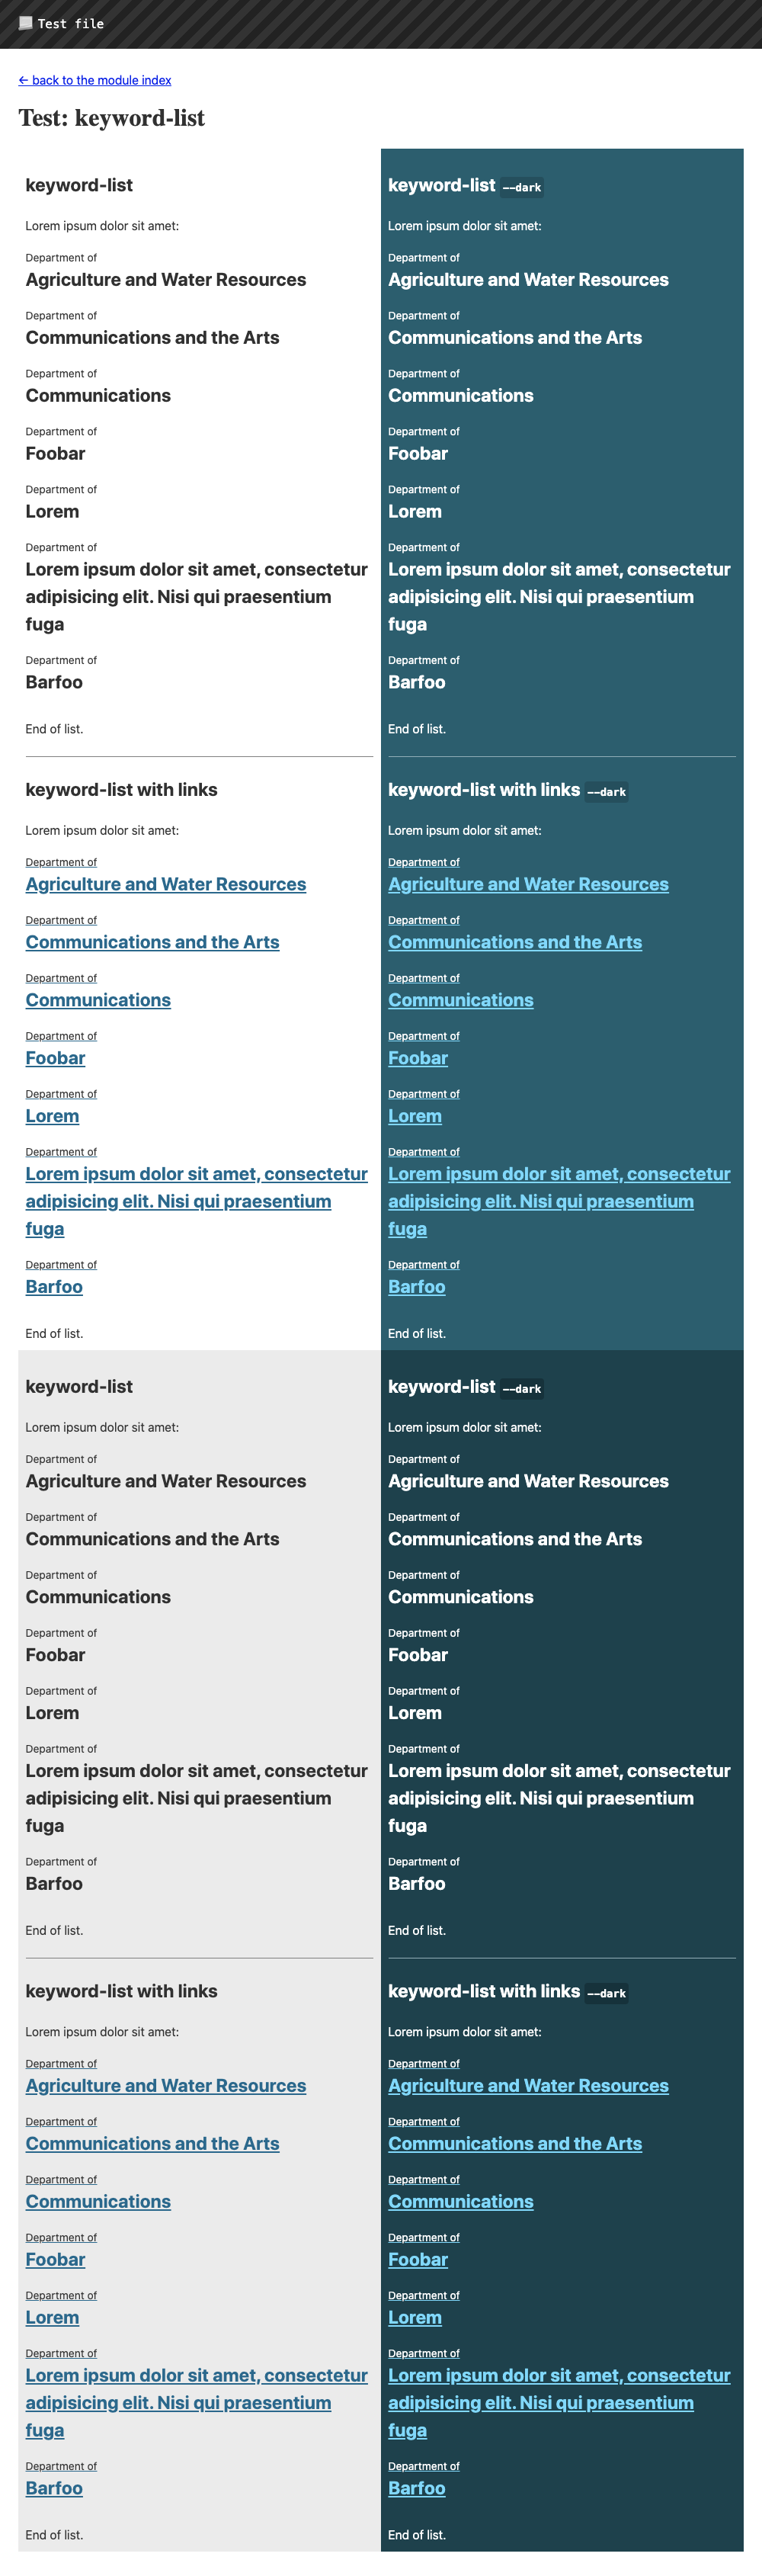 Test file
← back to the module index
Test: keyword-list
keyword-list
Lorem ipsum dolor sit amet:
Department of
Agriculture and Water Resources
Department of
Communications and the Arts
Department of
Communications
Department of
Foobar
Department of
Lorem
Department of
Lorem ipsum dolor sit amet, consectetur
adipisicing elit. Nisi qui praesentium
fuga
Department of
Barfoo
End of list.
keyword-list with links
Lorem ipsum dolor sit amet:
Department of
Agriculture and Water Resources
Department of
Communications and the Arts
Department of
Communications
Department of
Foobar
Department of
Lorem
Department of
Lorem ipsum dolor sit amet, consectetur
adipisicing elit. Nisi qui praesentium
fuga
Department of
Barfoo
End of list.
keyword-list --dark
Lorem ipsum dolor sit amet:
Department of
Agriculture and Water Resources
Department of
Communications and the Arts
Department of
Communications
Department of
Foobar
Department of
Lorem
Department of
Lorem ipsum dolor sit amet, consectetur
adipisicing elit. Nisi qui praesentium
fuga
Department of
Barfoo
End of list.
keyword-list with links --dark
Lorem ipsum dolor sit amet:
Department of
Agriculture and Water Resources
Department of
Communications and the Arts
Department of
Communications
Department of
Foobar
Department of
Lorem
Department of
Lorem ipsum dolor sit amet, consectetur
adipisicing elit. Nisi qui praesentium
fuga
Department of
Barfoo
End of list.
keyword-list
Lorem ipsum dolor sit amet:
Department of
Agriculture and Water Resources
Department of
Communications and the Arts
Department of
Communications
Department of
Foobar
Department of
Lorem
Department of
Lorem ipsum dolor sit amet, consectetur
adipisicing elit. Nisi qui praesentium
fuga
Department of
Barfoo
End of list.
keyword-list with links
Lorem ipsum dolor sit amet:
Department of
Agriculture and Water Resources
Department of
Communications and the Arts
Department of
Communications
Department of
Foobar
Department of
Lorem
Department of
Lorem ipsum dolor sit amet, consectetur
adipisicing elit. Nisi qui praesentium
fuga
Department of
Barfoo
End of list.
keyword-list --dark
Lorem ipsum dolor sit amet:
Department of
Agriculture and Water Resources
Department of
Communications and the Arts
Department of
Communications
Department of
Foobar
Department of
Lorem
Department of
Lorem ipsum dolor sit amet, consectetur
adipisicing elit. Nisi qui praesentium
fuga
Department of
Barfoo
End of list.
keyword-list with links --dark
Lorem ipsum dolor sit amet:
Department of
Agriculture and Water Resources
Department of
Communications and the Arts
Department of
Communications
Department of
Foobar
Department of
Lorem
Department of
Lorem ipsum dolor sit amet, consectetur
adipisicing elit. Nisi qui praesentium
fuga
Department of
Barfoo
End of list.